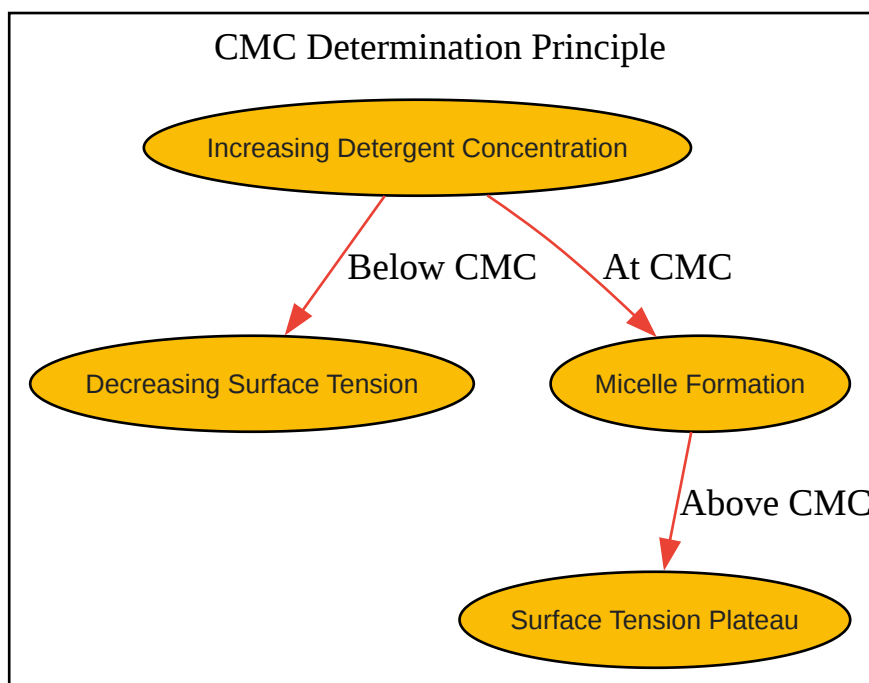 CMC Determination Principle
Increasing Detergent Concentration
Below CMC
At CMC
Decreasing Surface Tension
Micelle Formation
Above CMC
Surface Tension Plateau